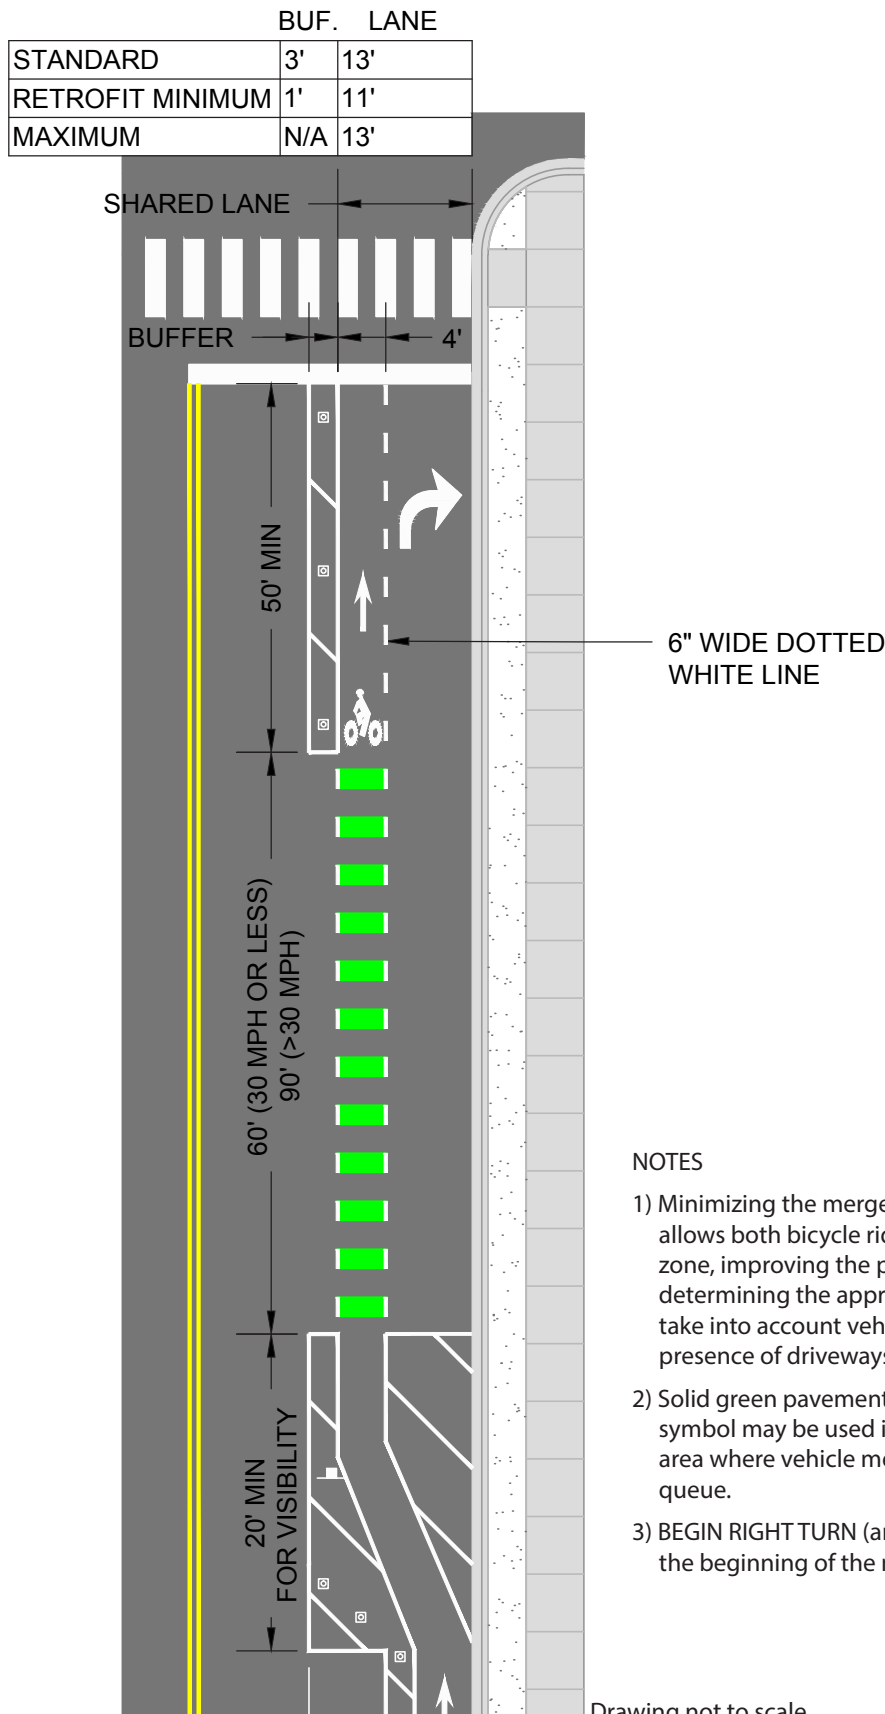 BUF. LANE
STANDARD 3' 13'
RETROFIT MINIMUM 1' 11'
MAXIMUM N/A 13'
SHARED LANE
BUFFER 4'
50' MIN
6" WIDE DOTTED
WHITE LINE
60' (30 MPH OR LESS)
90' (>30 MPH)
20' MIN
FOR VISIBILITY
NOTES
1) Minimizing the merge
allows both bicycle
zone, improving the
determining the
take into account
presence of driveways
2) Solid green pavement
symbol may be used
area where vehicle
queue.
3) BEGIN RIGHT TURN
the beginning of the
Drawing not to scale